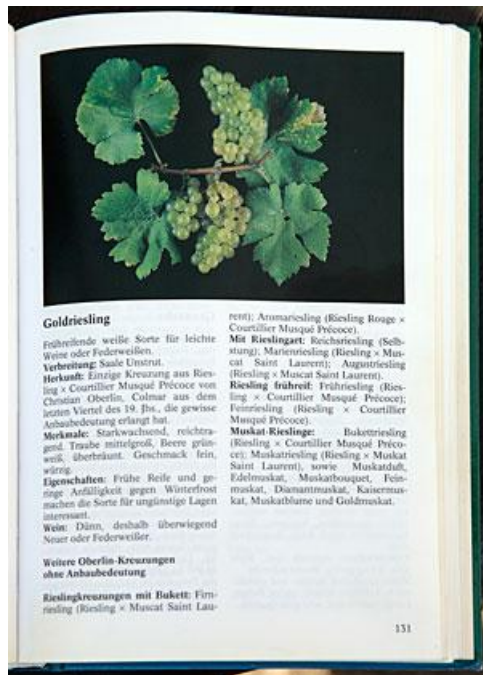 Goldriesling
Frühreifende weiße Sorte für leichte
Weine oder Federweißen.
Verbreitung: Saale Unstrut.
Herkunft: Einzige Kreuzung aus Ries-
ling × Courtillier Musqué Précoce von
Christian Oberlin, Colmar aus dem
letzten Viertel des 19. Jhs., die gewisse
Anbaubedeutung erlangt hat.
Merkmale: Starkwachsend, reichtra-
gend. Traube mittelgroß, Beere grün-
weiß, überbräunt. Geschmack fein,
würzig.
Eigenschaften: Frühe Reife und ge-
ringe Anfälligkeit gegen Winterfrost
machen die Sorte für ungünstige Lagen
interessant.
Wein: Dünn, deshalb überwiegend
Neuer oder Federweißer.
Weitere Oberlin-Kreuzungen
ohne Anbaubedeutung
Rieslingkreuzungen mit Bukett: Firn-
riesling (Riesling × Muscat Saint Lau-
rent); Aromariesling (Riesling Rouge ×
Courtillier Musqué Précoce).
Mit Rieslingart: Reichsriesling (Selb-
stung); Marienriesling (Riesling × Mus-
cat Saint Laurent); Augustriesling
(Riesling × Muscat Saint Laurent).
Riesling frühreif: Frühriesling (Ries-
ling × Courtillier Musqué Précoce);
Feinriesling (Riesling × Courtillier
Musqué Précoce).
Muskat-Rieslinge: Bukettriesling
(Riesling × Courtillier Musqué Préco-
ce); Muskatriesling (Riesling × Muskat
Saint Laurent), sowie Muskatduft,
Edelmuskat, Muskatbouquet, Fein-
muskat, Diamantmuskat, Kaisermus-
kat, Muskatblume und Goldmuskat.
131